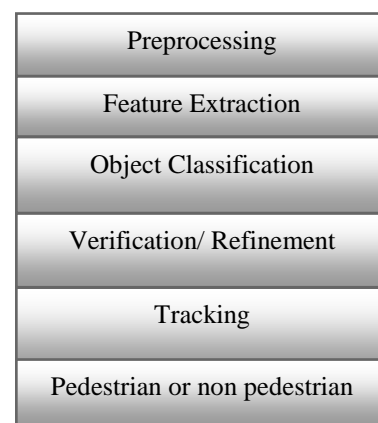 Preprocessing
Feature Extraction
Object Classification
Verification/ Refinement
Tracking
Pedestrian or non pedestrian